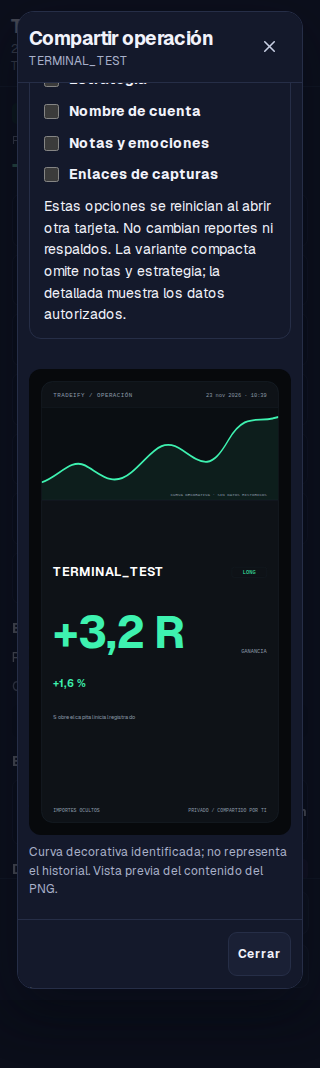 Compartir operación
TERMINAL_TEST
Estrategia
Nombre de cuenta
Notas y emociones
Enlaces de capturas
Estas opciones se reinician al abrir
otra tarjeta. No cambian reportes ni
respaldos. La variante compacta
omite notas y estrategia; la
detallada muestra los datos
autorizados.
TRADEIFY / OPERACIÓN
23 nov 2026 · 10:39
TERMINAL_TEST
LONG
+3,2 R
GANANCIA
+1,6 %
Sobre el capital inicial registrado
IMPORTES OCULTOS
PRIVADO / COMPARTIDO POR TI
Curva decorativa identificada; no representa
el historial. Vista previa del contenido del
PNG.
Cerrar